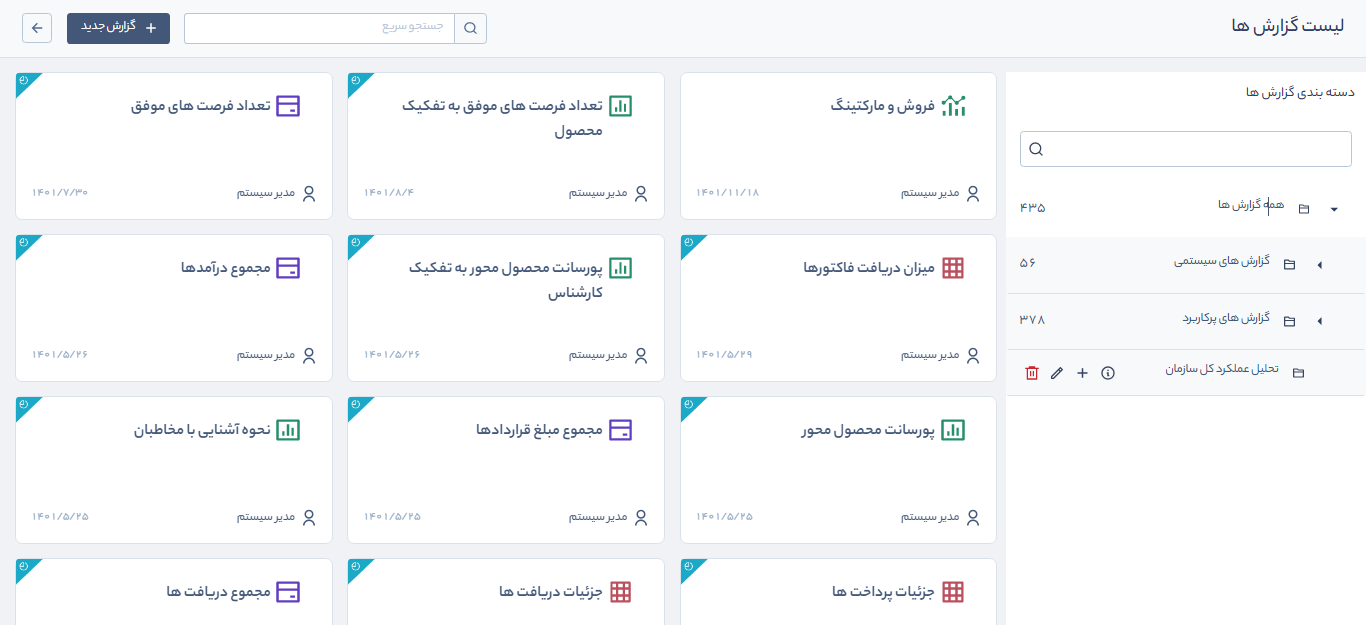 لیست گزارش ها
جستجو سریع
گزارش جدید
دسته بندی گزارش ها
همه گزارش ها
۴۳۵
گزارش های سیستمی
۵۶
گزارش های پرکاربرد
۳۷۸
تحلیل عملکرد کل سازمان
فروش و مارکتینگ
مدیر سیستم
۱۴۰۱/۱۱/۱۸
تعداد فرصت های موفق به تفکیک
محصول
مدیر سیستم
۱۴۰۱/۸/۴
تعداد فرصت های موفق
مدیر سیستم
۱۴۰۱/۷/۳۰
میزان دریافت فاکتورها
مدیر سیستم
۱۴۰۱/۵/۲۹
پورسانت محصول محور به تفکیک
کارشناس
مدیر سیستم
۱۴۰۱/۵/۲۶
مجموع درآمدها
مدیر سیستم
۱۴۰۱/۵/۲۶
پورسانت محصول محور
مدیر سیستم
۱۴۰۱/۵/۲۵
مجموع مبلغ قراردادها
مدیر سیستم
۱۴۰۱/۵/۲۵
نحوه آشنایی با مخاطبان
مدیر سیستم
۱۴۰۱/۵/۲۵
جزئیات پرداخت ها
جزئیات دریافت ها
مجموع دریافت ها